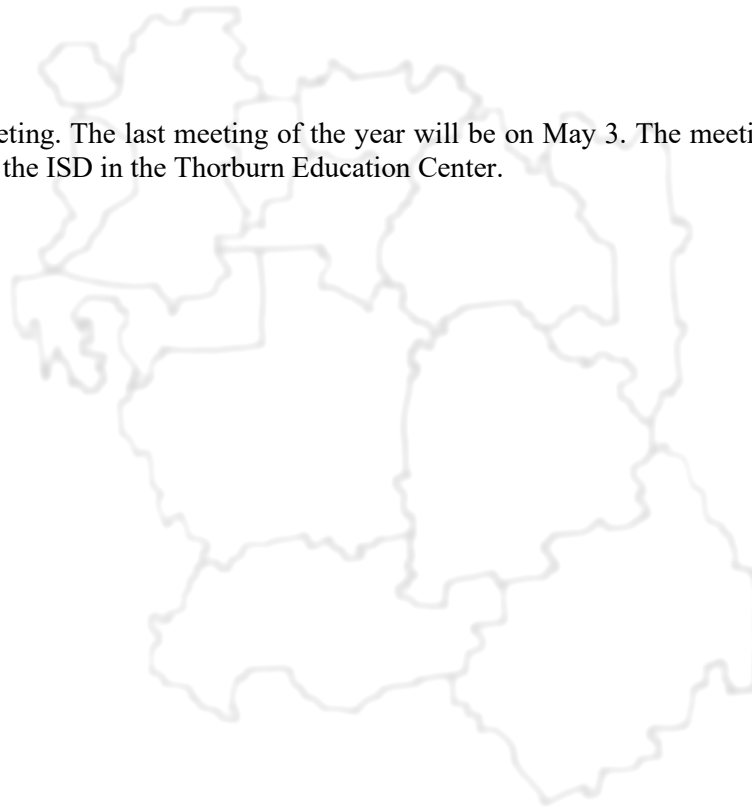 eting. The last meeting of the year will be on May 3. The meeti
the ISD in the Thorburn Education Center.